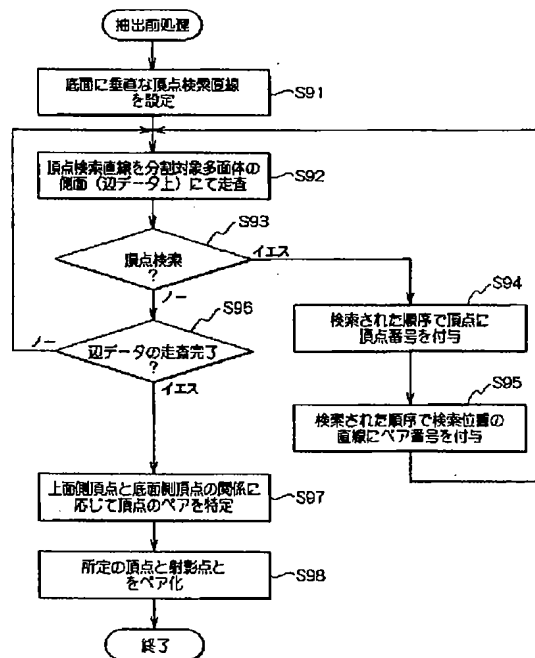 抽出前処理
底面に垂直な頂点検索直線
を設定
S91
頂点検索直線を分割対象多面体の
側面（辺データ上）にて走査
S92
S93
頂点検索
?
イエス
ノー
S94
検索された順序で頂点に
頂点番号を付与
S96
辺データの走査完了
?
ノー
イエス
S95
検索された順序で検索位置の
直線にペア番号を付与
上面側頂点と底面側頂点の関係に
応じて頂点のペアを特定
S97
所定の頂点と射影点と
をペア化
S98
終了